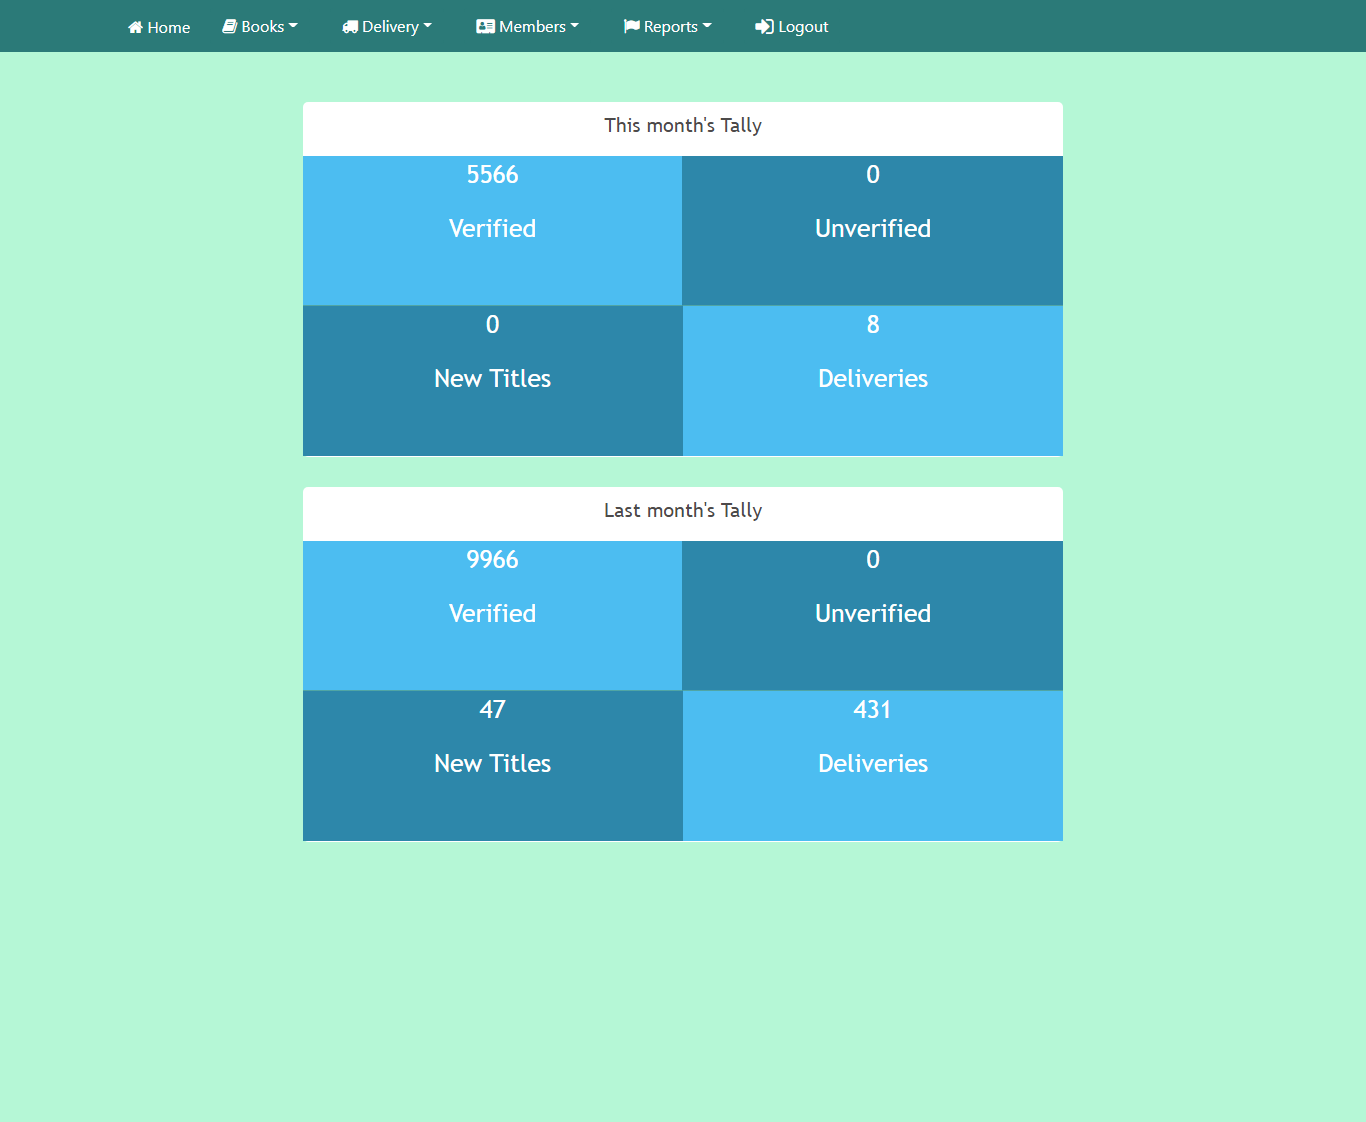 Home Books Delivery Members Reports Logout
This month's Tally
5566 0
Verified Unverified
0 8
New Titles Deliveries
Last month's Tally
9966 0
Verified Unverified
47 431
New Titles Deliveries